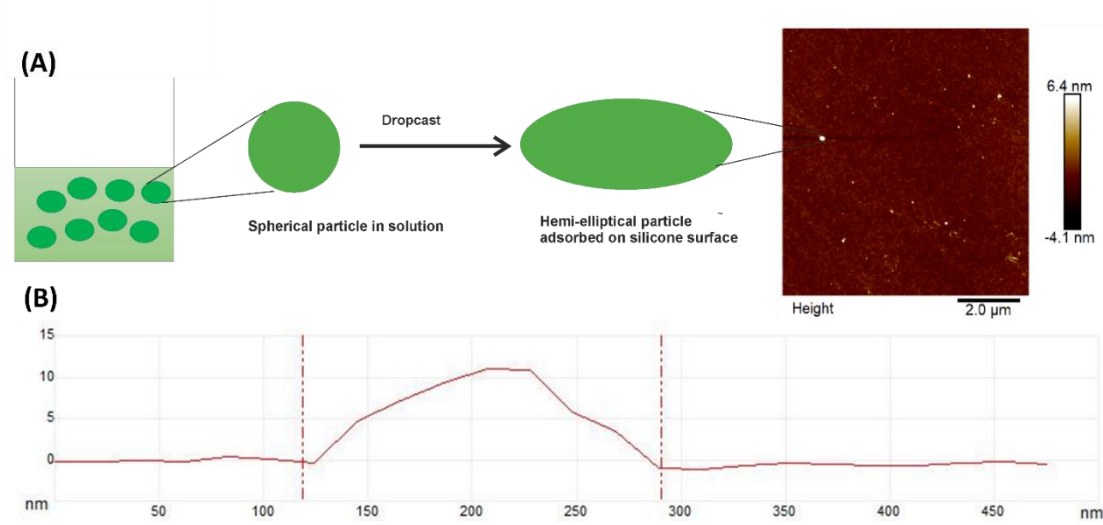 (A)
Dropcast
Spherical particle in solution
Hemi-elliptical particle
adsorbed on silicone surface
6.4 nm
-4.1 nm
Height
2.0 µm
(B)
15
10
5
0
nm
50
100
150
200
250
300
350
400
450
nm